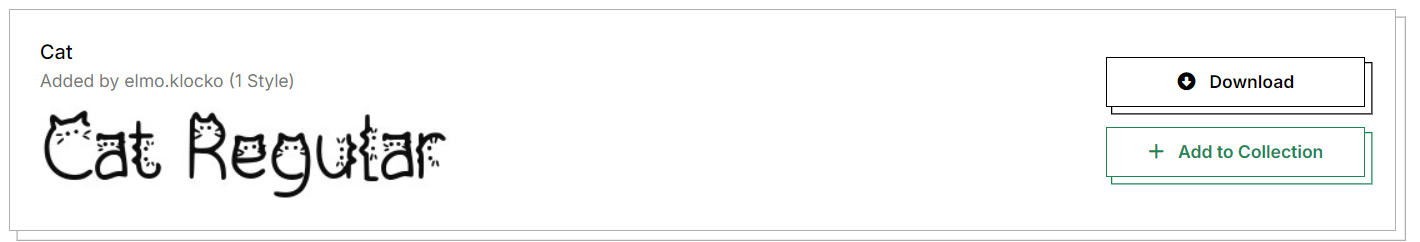 Cat
Added by elmo.klocko (1 Style)
Cat Regular
Download
Add to Collection